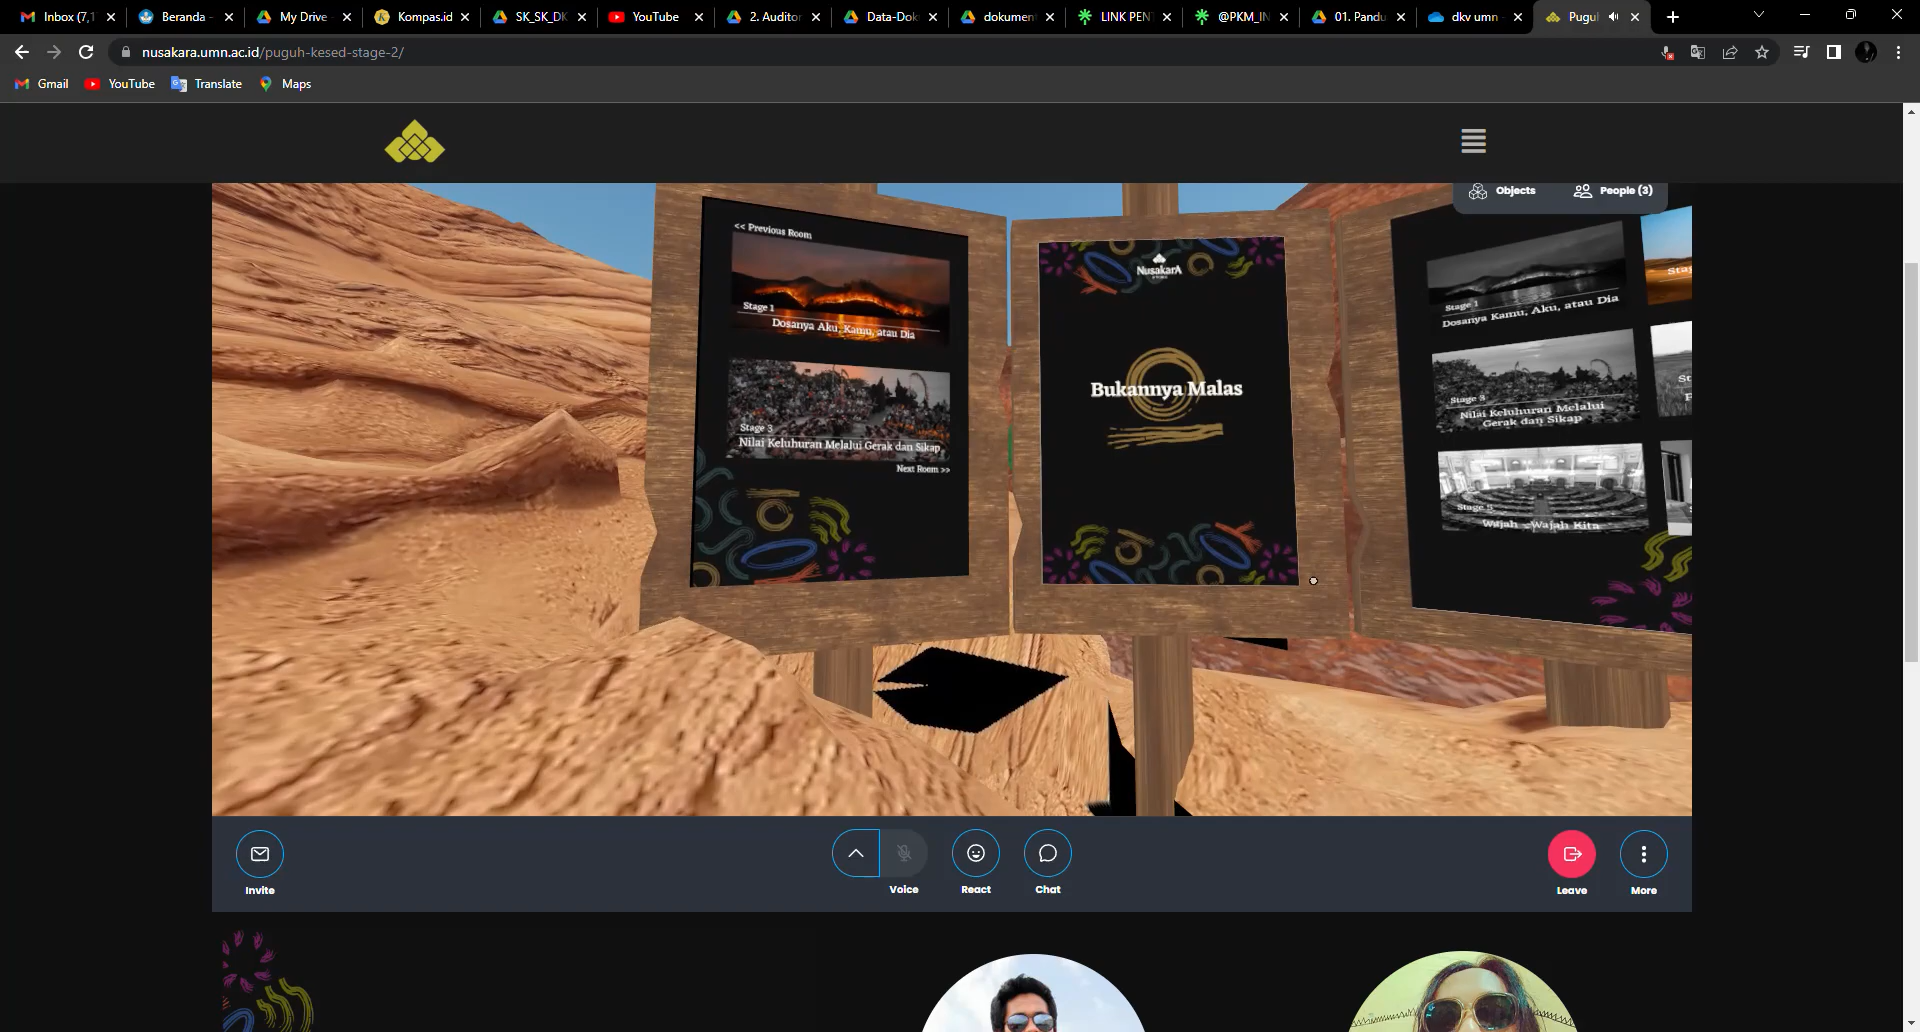 Inbox (7,1
Beranda -
My Drive -
Kompas.id
SK_SK_DK
YouTube
2. Auditor
Data-Dok
dokumen
LINK PEN
@PKM_IN
01. Pandu
dkv umn -
Puguh
nusakara.umn.ac.id/puguh-kesed-stage-2/
Gmail
YouTube
Translate
Maps
Objects
People (3)
<< Previous Room
Stage 1
Dosanya Aku, Kamu, atau Dia
Stage 3
Nilai Keluhuran Melalui Gerak dan Sikap
Next Room >>
NusakarA
Bukannya Malas
Stage 1
Dosanya Kamu, Aku, atau Dia
Stage 3
Nilai Keluhuran Melalui
Gerak dan Sikap
Stage 5
Wajah - Wajah Kita
Invite
Voice
React
Chat
Leave
More